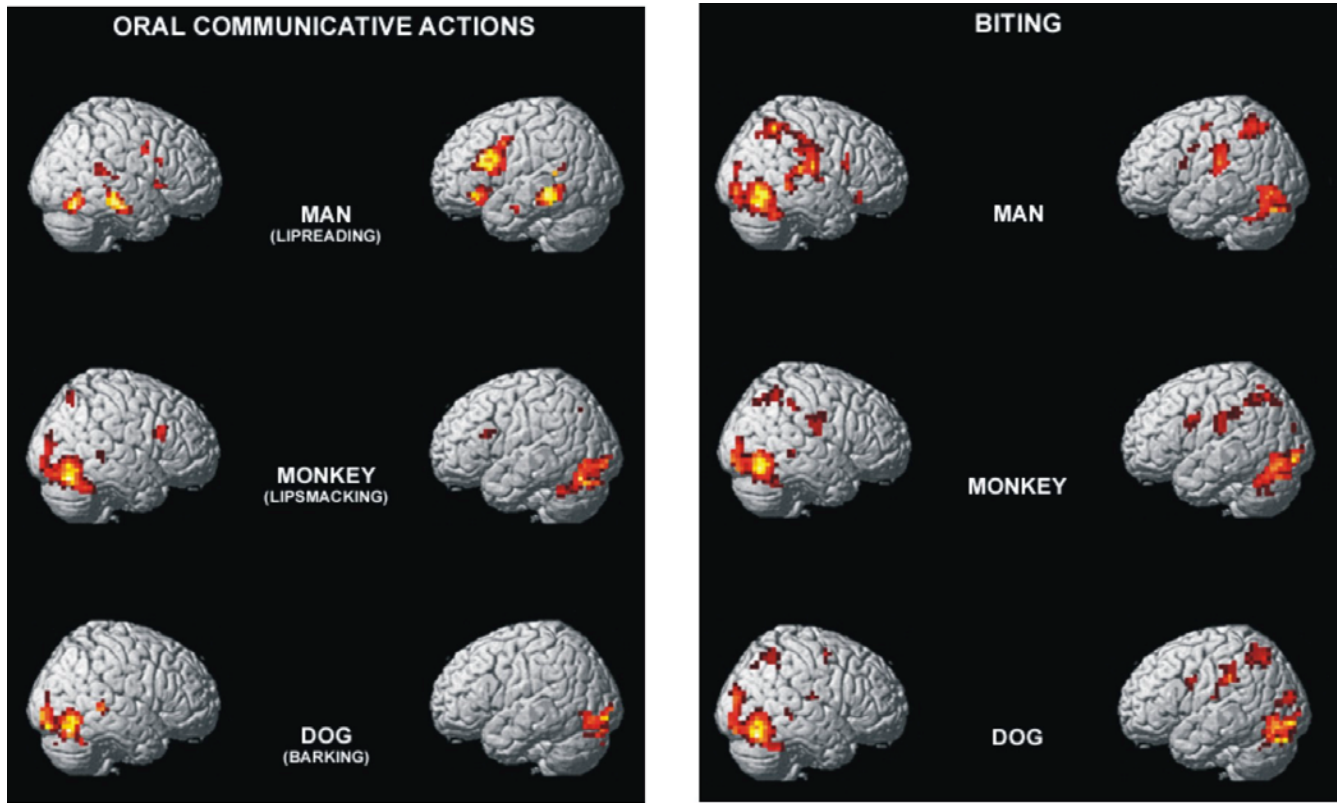 ORAL COMMUNICATIVE ACTIONS
MAN
(LIPREADING)
MONKEY
(LIPSMACKING)
DOG
(BARKING)
BITING
MAN
MONKEY
DOG